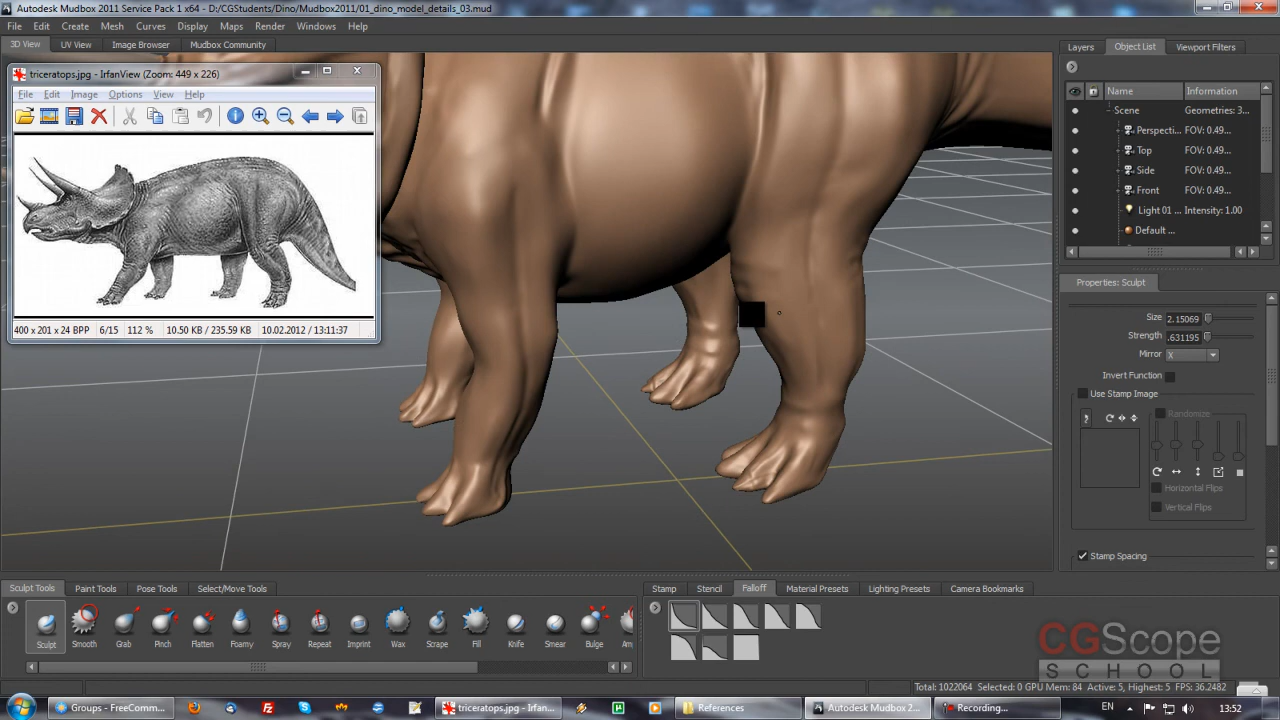 Autodesk Mudbox 2011 Service Pack 1 x64 - D:/CGStudents/Dino/Mudbox2011/01_dino_model_details_03.mud
File Edit Create Mesh Curves Display Maps Render Windows Help
3D View UV View Image Browser Mudbox Community
Layers Object List Viewport Filters
triceratops.jpg - IrfanView (Zoom: 449 x 226)
File Edit Image Options View Help
400 x 201 x 24 BPP 6/15 112 % 10.50 KB / 235.59 KB 10.02.2012 / 13:11:37
Name Information
Scene Geometries: 3...
Perspecti... FOV: 0.49...
Top FOV: 0.49...
Side FOV: 0.49...
Front FOV: 0.49...
Light 01 ... Intensity: 1.00
Default ...
Properties: Sculpt
Size 2.15069
Strength .631195
Mirror X
Invert Function
Use Stamp Image
Randomize
Horizontal Flips
Vertical Flips
Stamp Spacing
Sculpt Tools Paint Tools Pose Tools Select/Move Tools
Sculpt Smooth Grab Pinch Flatten Foamy Spray Repeat Imprint Wax Scrape Fill Knife Smear Bulge
Stamp Stencil Falloff Material Presets Lighting Presets Camera Bookmarks
CGScope
SCHOOL
Total: 1022064 Selected: 0 GPU Mem: 84 Active: 5, Highest: 5 FPS: 36.2482
Groups - FreeComm... triceratops.jpg - Irfan... References Autodesk Mudbox 2... Recording... EN 13:52